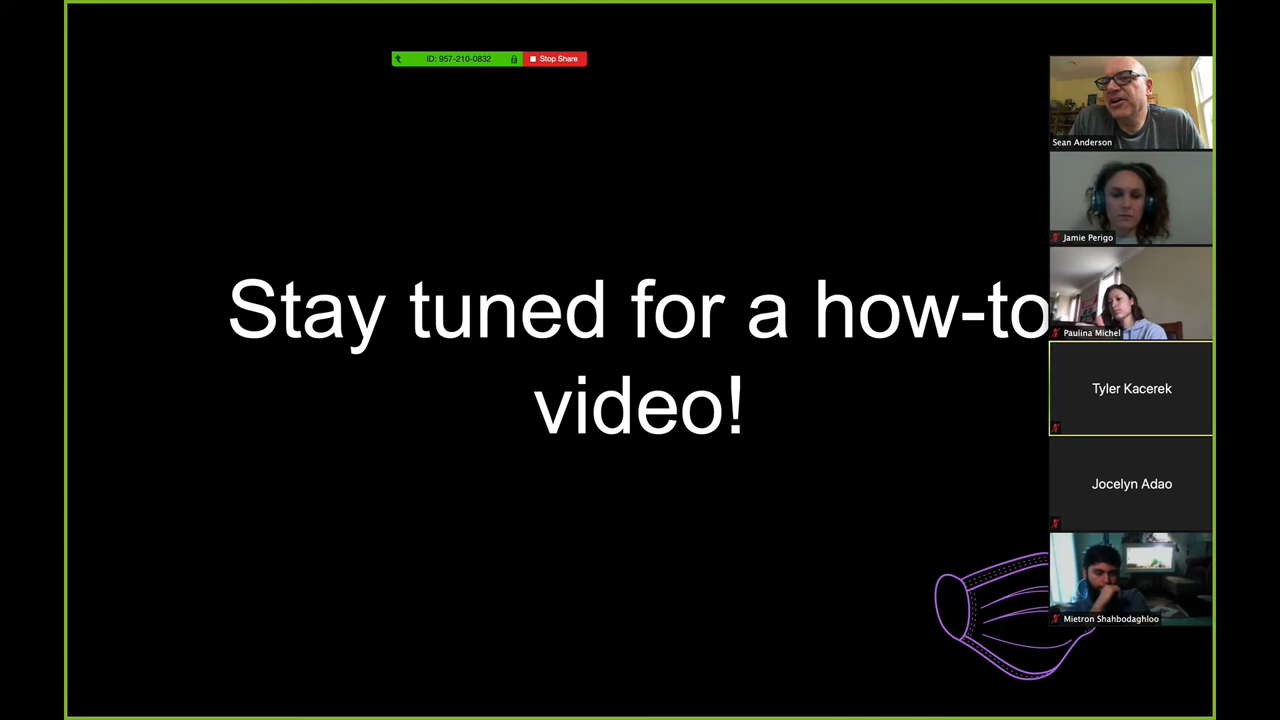 ID: 957-210-0832
Stop Share
Sean Anderson
Jamie Perigo
Stay tuned for a how-to
video!
Paulina Michel
Tyler Kacerek
Jocelyn Adao
Mietron Shahbodaghloo